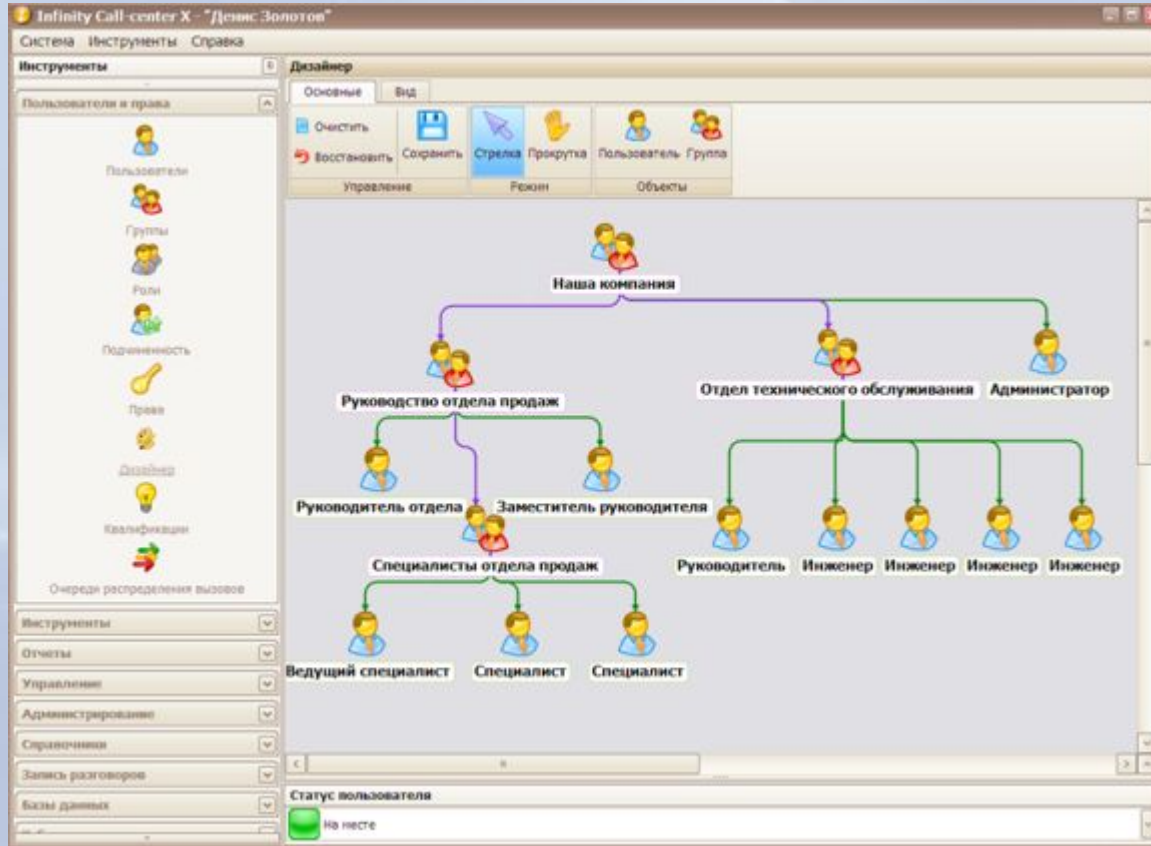 Infinity Call-center X - "Денис Золотов"
Система Инструменты Справка
Инструменты
Пользователи и права
Пользователи
Группы
Роли
Подчиненность
Права
Дизайнер
Квалификации
Очереди распределения вызовов
Инструменты
Отчеты
Управление
Администрирование
Справочники
Запись разговоров
Базы данных
Дизайнер
Основные Вид
Очистить
Восстановить
Сохранить
Стрелка
Прокрутка
Пользователь
Группа
Управление
Режим
Объекты
Наша компания
Руководство отдела продаж
Отдел технического обслуживания
Администратор
Руководитель отдела
Заместитель руководителя
Специалисты отдела продаж
Руководитель
Инженер
Инженер
Инженер
Инженер
Ведущий специалист
Специалист
Специалист
Статус пользователя
На месте